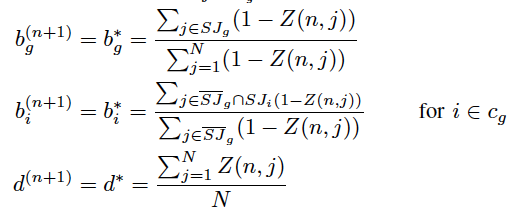 $b_g^{(n+1)} = b_g^* = \frac{\sum_{j \in SJ_g} (1 - Z(n,j))}{\sum_{j=1}^{N} (1 - Z(n,j))}$
$b_i^{(n+1)} = b_i^* = \frac{\sum_{j \in \overline{SJ}_g \cap SJ_i} (1 - Z(n,j))}{\sum_{j \in \overline{SJ}_g} (1 - Z(n,j))}$ for $i \in c_g$
$d^{(n+1)} = d^* = \frac{\sum_{j=1}^{N} Z(n,j)}{N}$